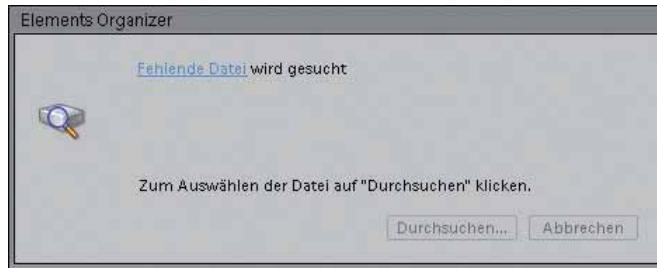 Elements Organizer
Fehlende Datei wird gesucht
Zum Auswählen der Datei auf "Durchsuchen" klicken.
Durchsuchen... Abbrechen